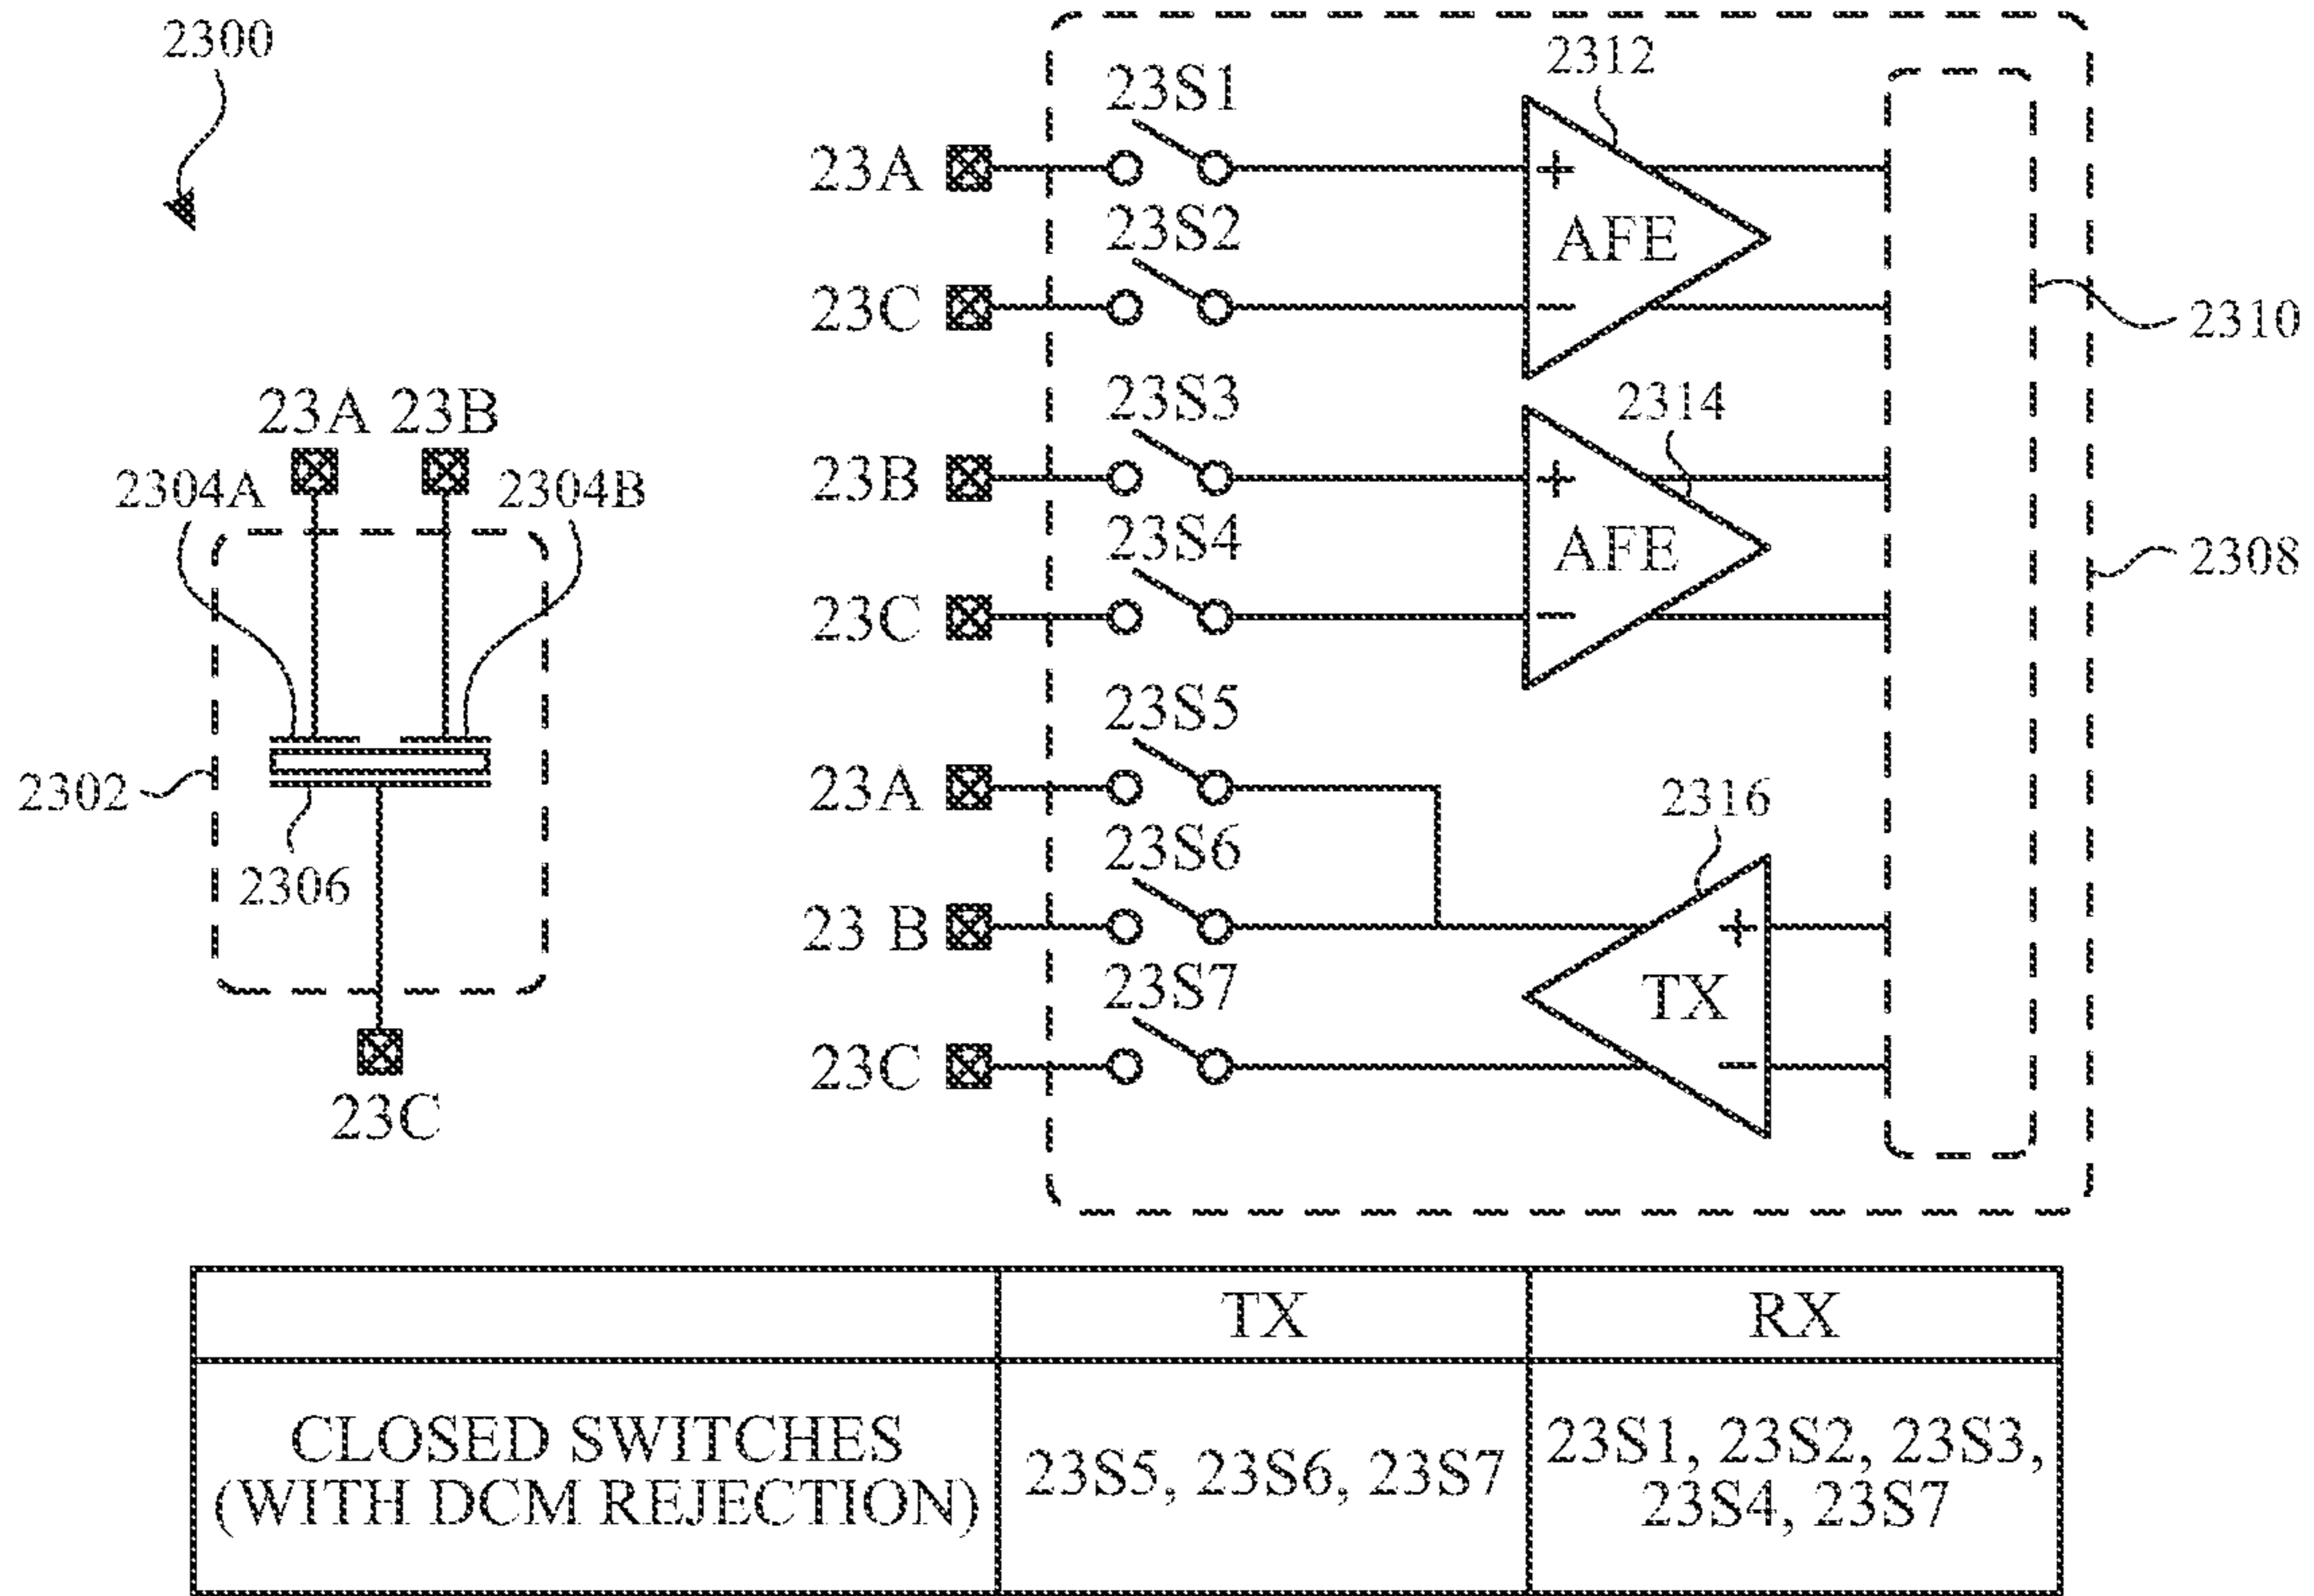 2300
2312
23S1
23A
+
23S2
AFE
23C
−
2310
23S3
2314
23A 23B
23B
+
2304A
2304B
23S4
AFE
2308
23C
−
23S5
2302
23A
2316
23S6
2306
23 B
+
23S7
TX
23C
−
23C
TX
RX
CLOSED SWITCHES
(WITH DCM REJECTION)
23S5, 23S6, 23S7
23S1, 23S2, 23S3,
23S4, 23S7